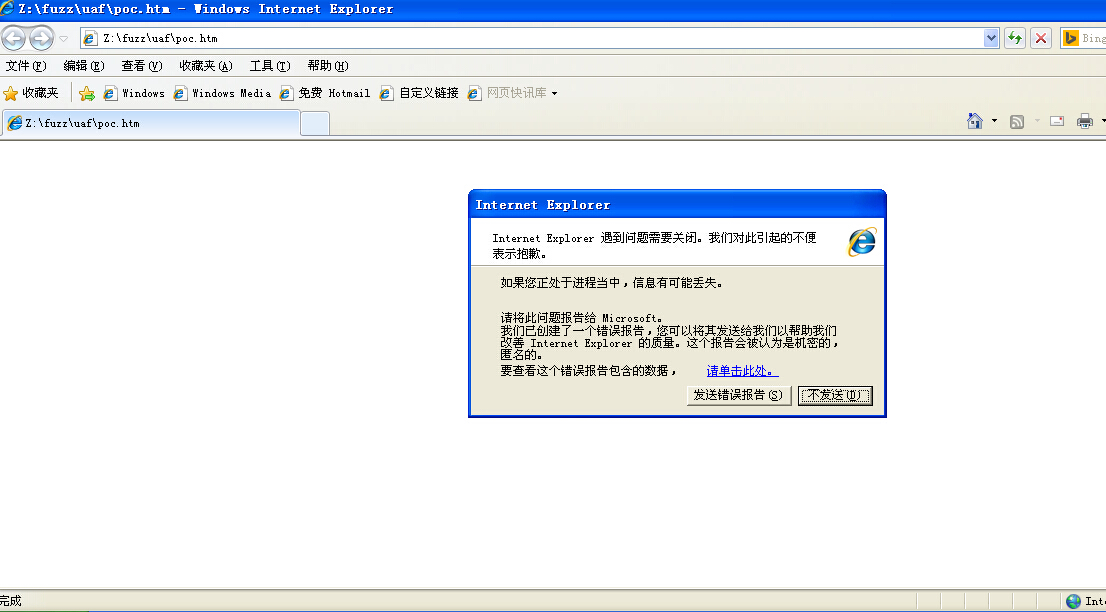 Z:\fuzz\uaf\poc.htm - Windows Internet Explorer
Z:\fuzz\uaf\poc.htm
Bing
文件(F) 编辑(E) 查看(V) 收藏夹(A) 工具(T) 帮助(H)
收藏夹 Windows Windows Media 免费 Hotmail 自定义链接 网页快讯库
Z:\fuzz\uaf\poc.htm
Internet Explorer
Internet Explorer 遇到问题需要关闭。我们对此引起的不便
表示抱歉。
如果您正处于进程当中，信息有可能丢失。
请将此问题报告给 Microsoft。
我们已创建了一个错误报告，您可以将其发送给我们以帮助我们
改善 Internet Explorer 的质量。这个报告会被认为是机密的，
匿名的。
要查看这个错误报告包含的数据， 请单击此处。
发送错误报告(S) 不发送(D)
完成 Inte